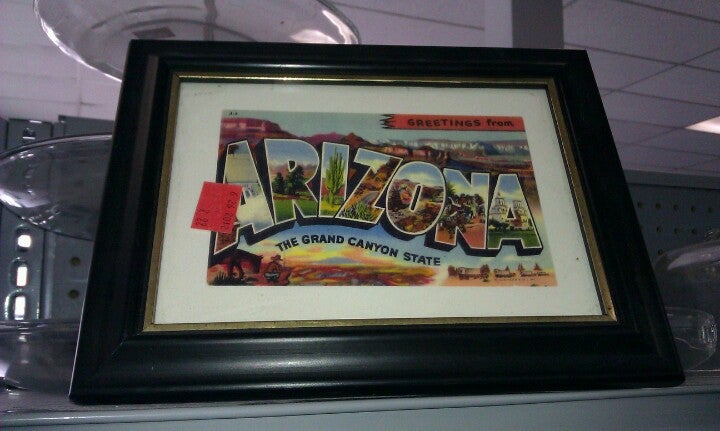 GREETINGS from
ARIZONA
THE GRAND CANYON STATE